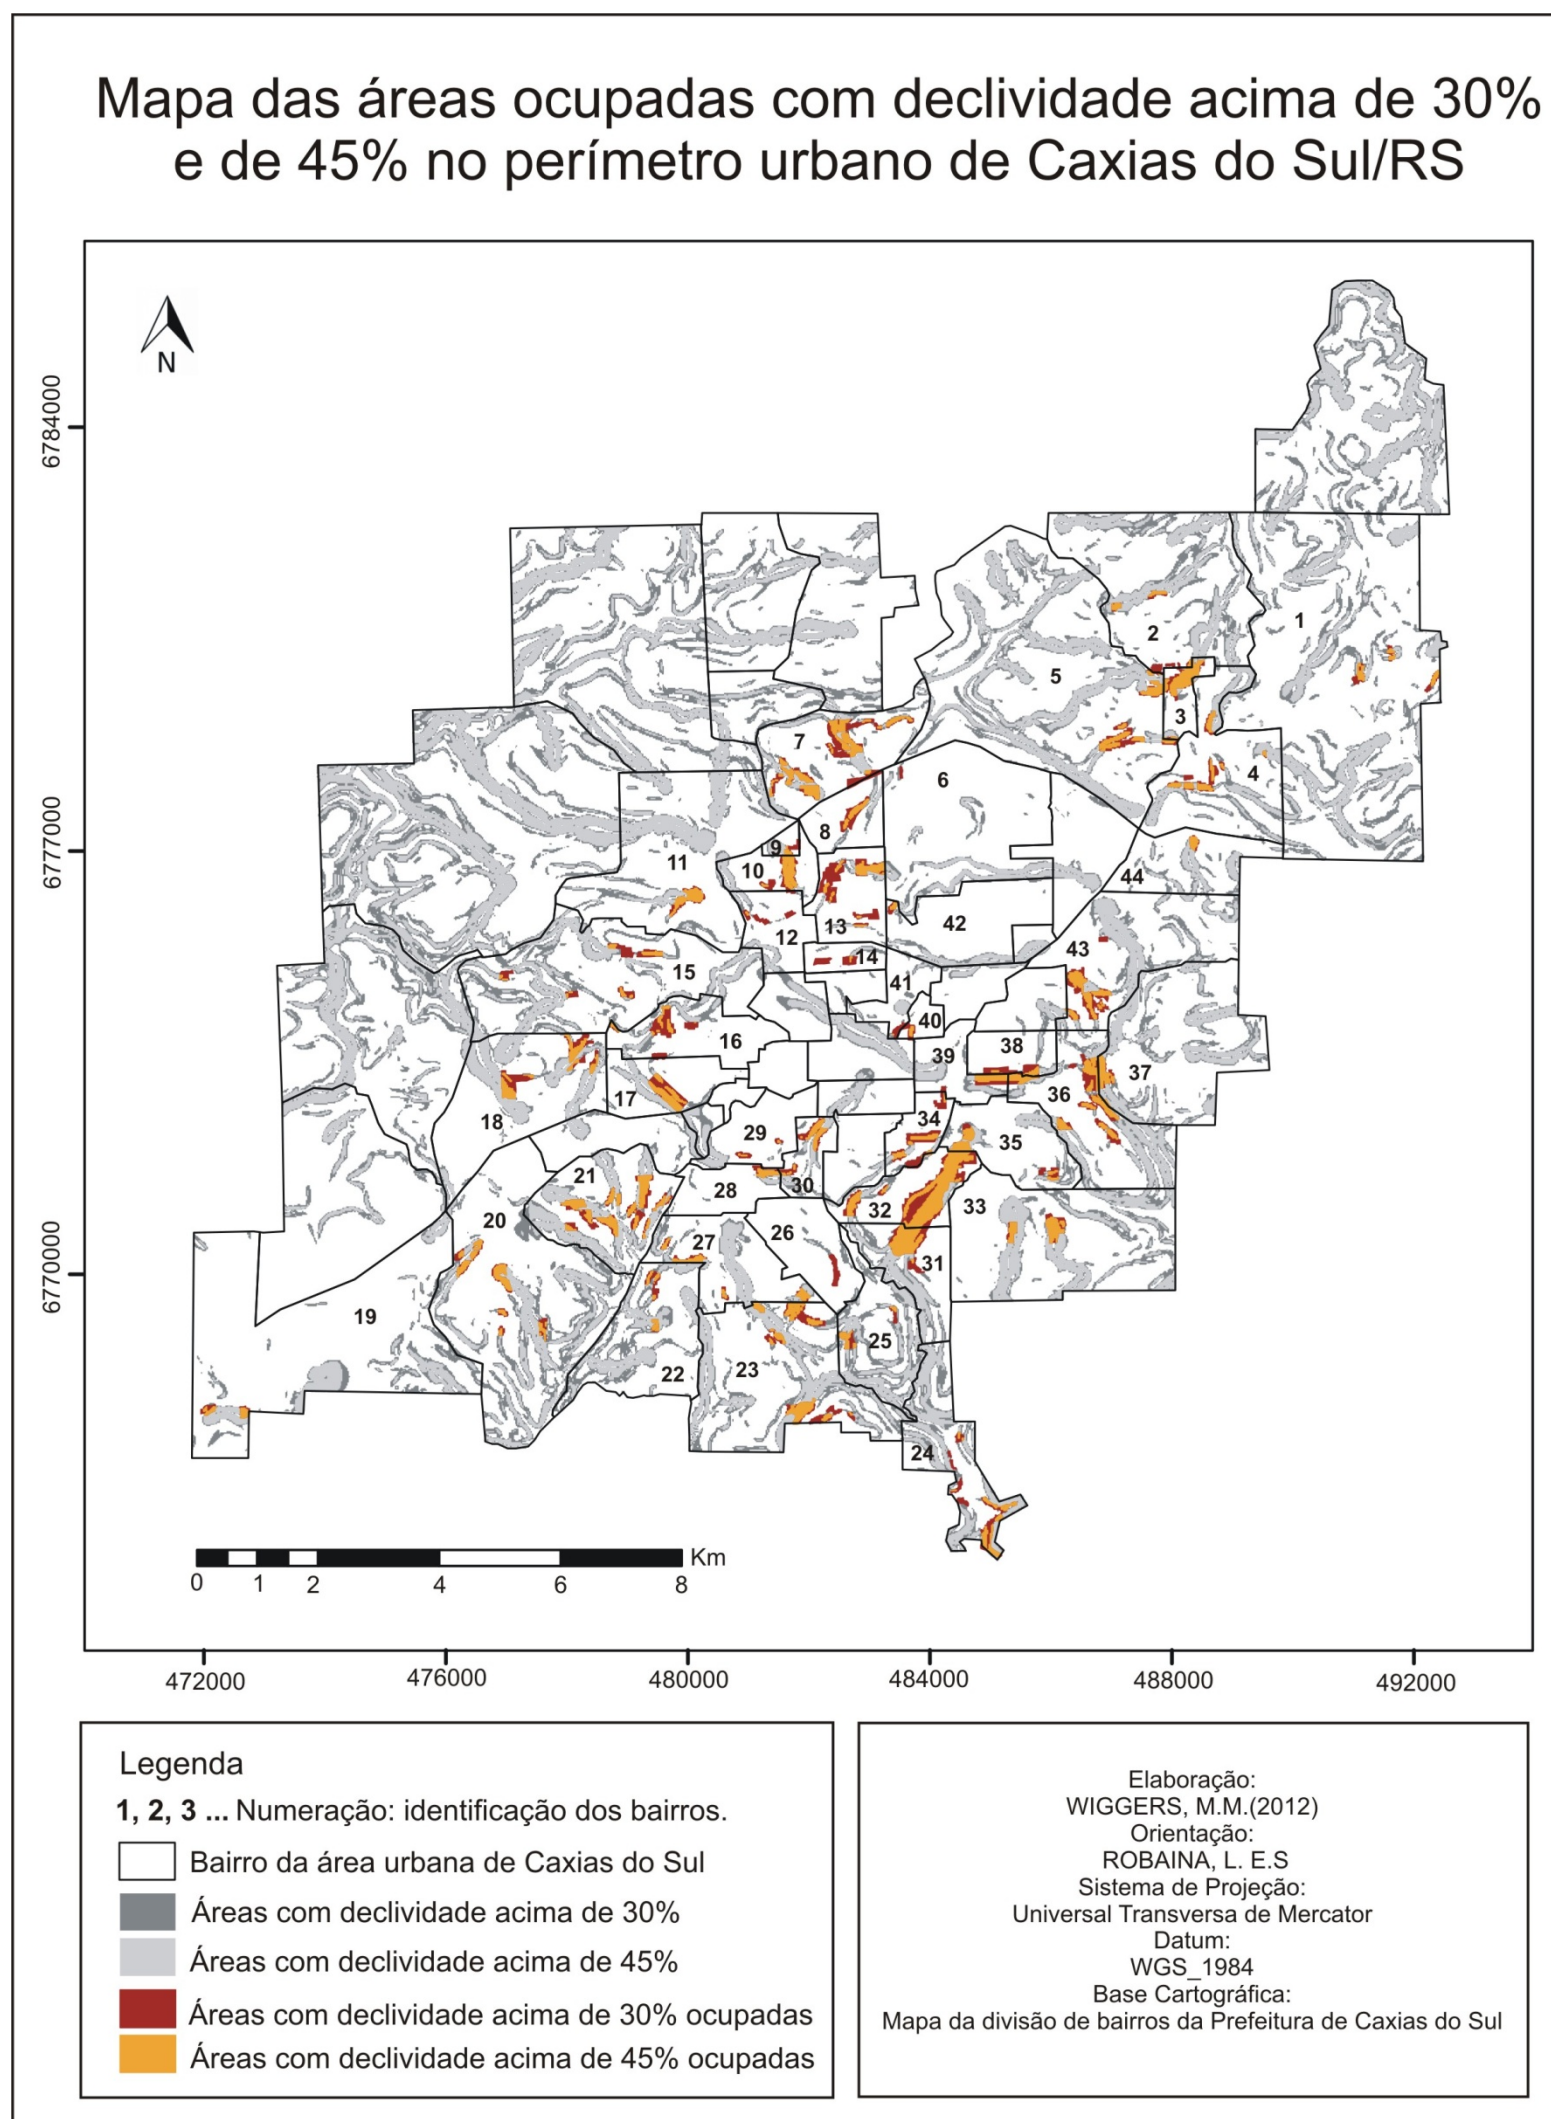 Mapa das áreas ocupadas com declividade acima de 30%
e de 45% no perímetro urbano de Caxias do Sul/RS
N
6784000
6777000
6770000
1
2
5
3
7
4
6
8
9
11
10
44
42
13
12
43
14
15
41
40
16
38
39
37
17
36
18
34
29
35
21
28
30
32
33
20
26
27
31
19
25
23
22
24
Km
0 1 2 4 6 8
472000 476000 480000 484000 488000 492000
Legenda
1, 2, 3 ... Numeração: identificação dos bairros.
Bairro da área urbana de Caxias do Sul
Áreas com declividade acima de 30%
Áreas com declividade acima de 45%
Áreas com declividade acima de 30% ocupadas
Áreas com declividade acima de 45% ocupadas
Elaboração:
WIGGERS, M.M.(2012)
Orientação:
ROBAINA, L. E.S
Sistema de Projeção:
Universal Transversa de Mercator
Datum:
WGS_1984
Base Cartográfica:
Mapa da divisão de bairros da Prefeitura de Caxias do Sul